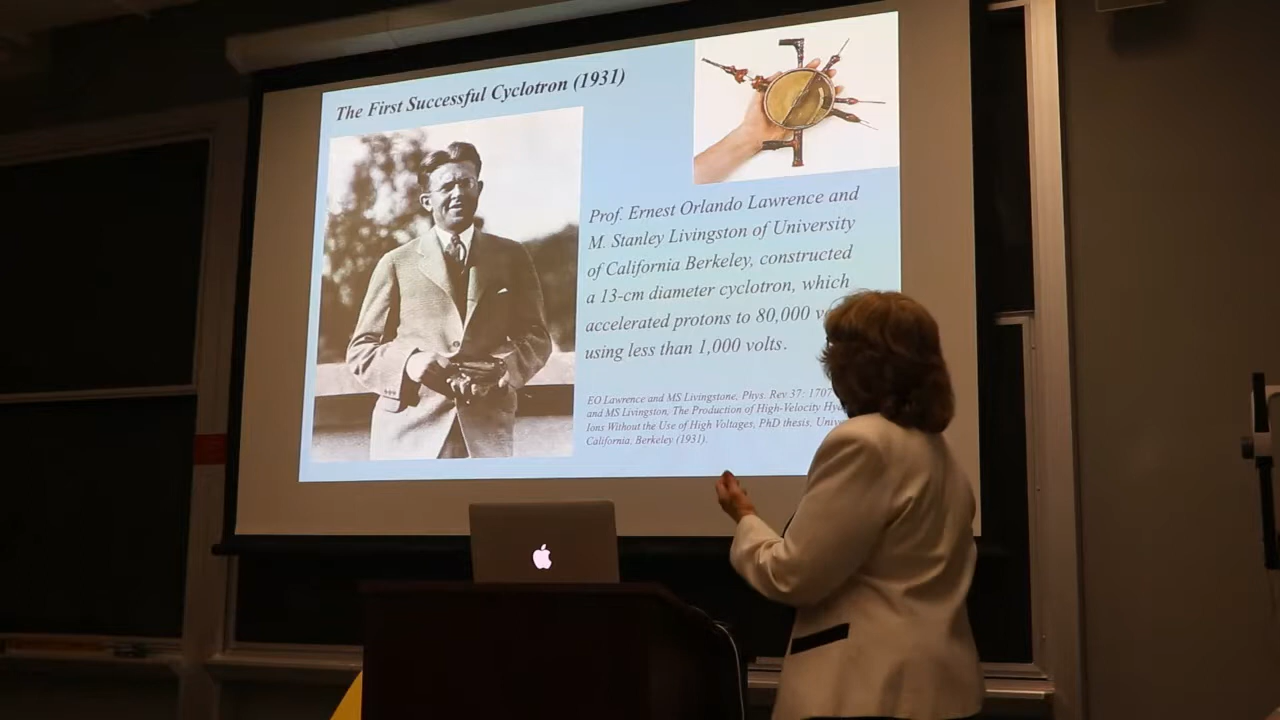 The First Successful Cyclotron (1931)
Prof. Ernest Orlando Lawrence and
M. Stanley Livingston of University
of California Berkeley, constructed
a 13-cm diameter cyclotron, which
accelerated protons to 80,000
using less than 1,000 volts.
EO Lawrence and MS Livingstone, Phys. Rev 37: 1707
and MS Livingston, The Production of High-Velocity
Ions Without the Use of High Voltages, PhD thesis,
California, Berkeley (1931).